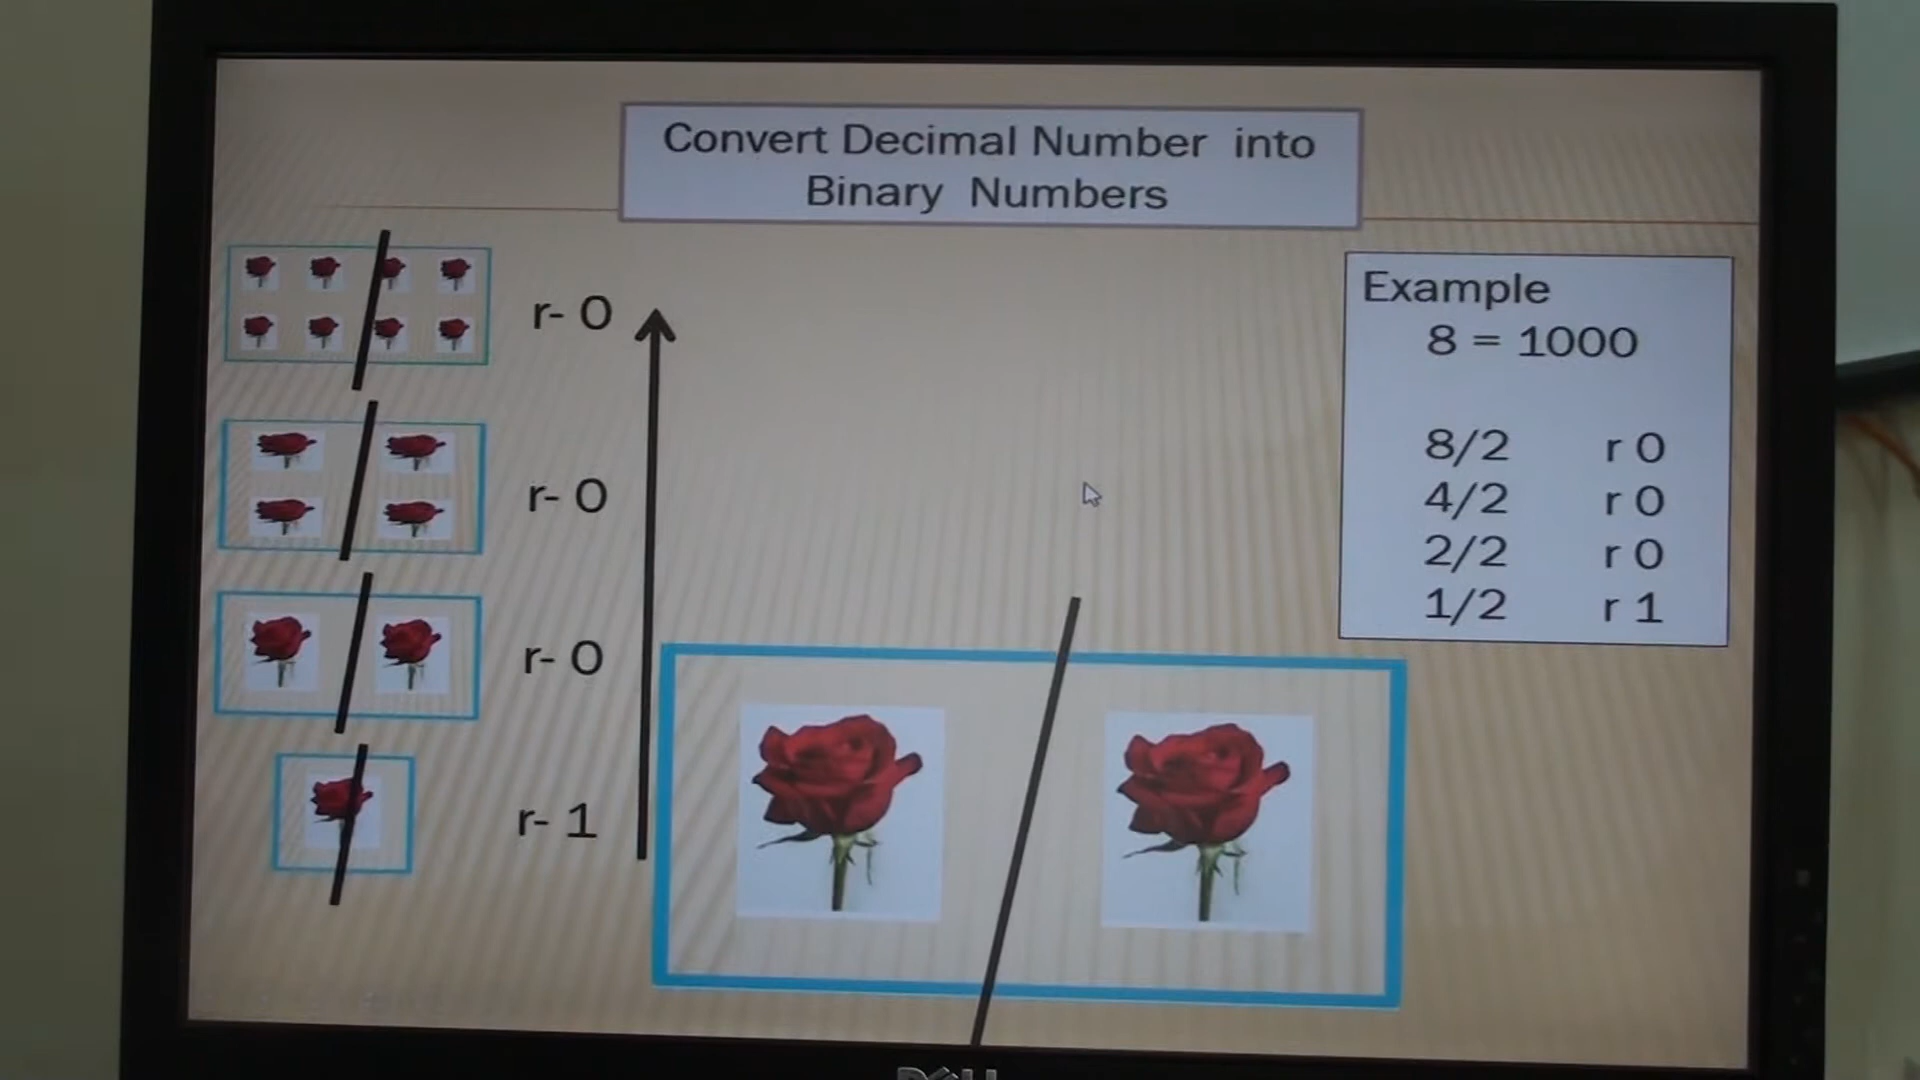 Convert Decimal Number into
Binary Numbers
r- 0
r- 0
r- 0
r- 1
Example
8 = 1000
8/2 r 0
4/2 r 0
2/2 r 0
1/2 r 1
DELL